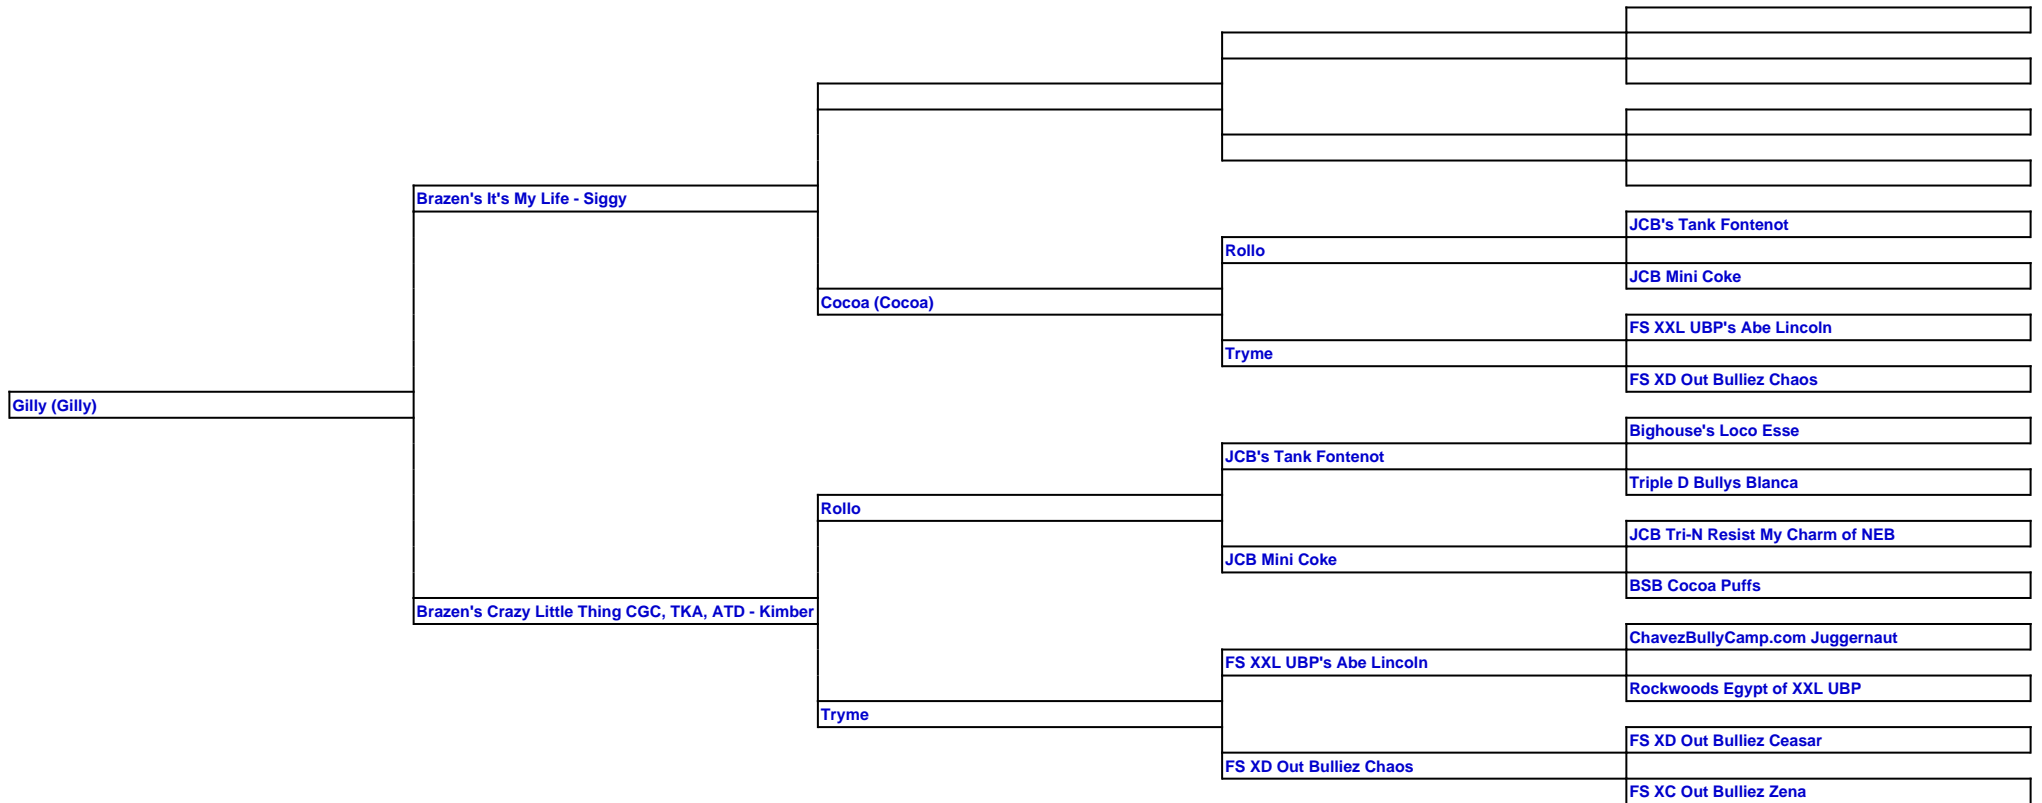 JCB's Tank Fontenot
Brazen's It's My Life - Siggy
Rollo
JCB Mini Coke
Cocoa (Cocoa)
FS XXL UBP's Abe Lincoln
Tryme
FS XD Out Bulliez Chaos
Gilly (Gilly)
Bighouse's Loco Esse
JCB's Tank Fontenot
Triple D Bullys Blanca
Rollo
JCB Tri-N Resist My Charm of NEB
JCB Mini Coke
BSB Cocoa Puffs
Brazen's Crazy Little Thing CGC, TKA, ATD - Kimber
ChavezBullyCamp.com Juggernaut
FS XXL UBP's Abe Lincoln
Rockwoods Egypt of XXL UBP
Tryme
FS XD Out Bulliez Ceasar
FS XD Out Bulliez Chaos
FS XC Out Bulliez Zena